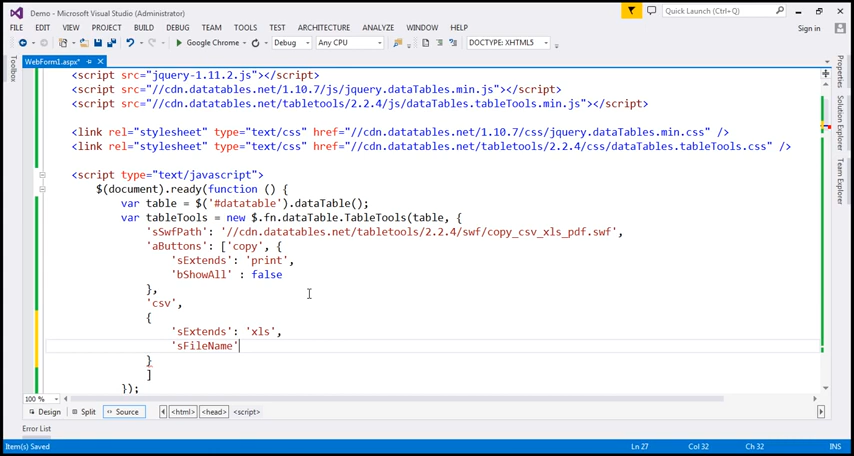 Demo - Microsoft Visual Studio (Administrator)
Quick Launch (Ctrl+Q)
FILE EDIT VIEW PROJECT BUILD DEBUG TEAM TOOLS TEST ARCHITECTURE ANALYZE WINDOW HELP
Sign in
Google Chrome Debug Any CPU DOCTYPE: XHTML5
WebForm1.aspx*
Toolbox
Properties
Solution Explorer
Team Explorer
<script src="jquery-1.11.2.js"></script>
<script src="//cdn.datatables.net/1.10.7/js/jquery.dataTables.min.js"></script>
<script src="//cdn.datatables.net/tabletools/2.2.4/js/dataTables.tableTools.min.js"></script>
<link rel="stylesheet" type="text/css" href="//cdn.datatables.net/1.10.7/css/jquery.dataTables.min.css" />
<link rel="stylesheet" type="text/css" href="//cdn.datatables.net/tabletools/2.2.4/css/dataTables.tableTools.css" />
<script type="text/javascript">
$(document).ready(function () {
var table = $('#datatable').dataTable();
var tableTools = new $.fn.dataTable.TableTools(table, {
'sSwfPath': '//cdn.datatables.net/tabletools/2.2.4/swf/copy_csv_xls_pdf.swf',
'aButtons': ['copy', {
'sExtends': 'print',
'bShowAll' : false
},
'csv',
{
'sExtends': 'xls',
'sFileName'
}
]
});
100 %
Design Split Source <html> <head> <script>
Error List
Item(s) Saved Ln 27 Col 32 Ch 32 INS